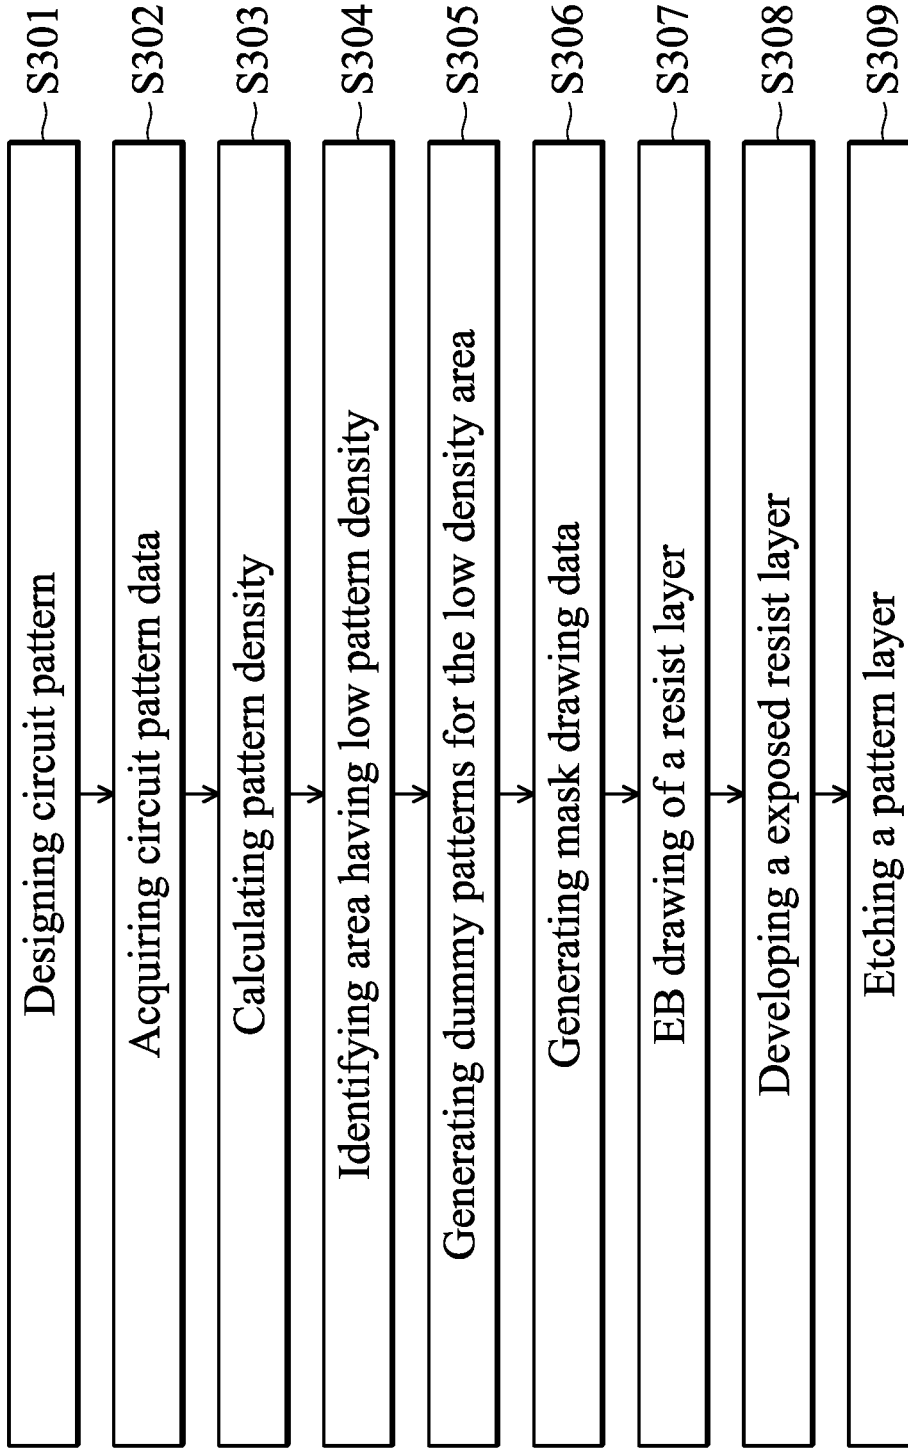 Designing circuit pattern S301
Acquiring circuit pattern data S302
Calculating pattern density S303
Identifying area having low pattern density S304
Generating dummy patterns for the low density area S305
Generating mask drawing data S306
EB drawing of a resist layer S307
Developing a exposed resist layer S308
Etching a pattern layer S309